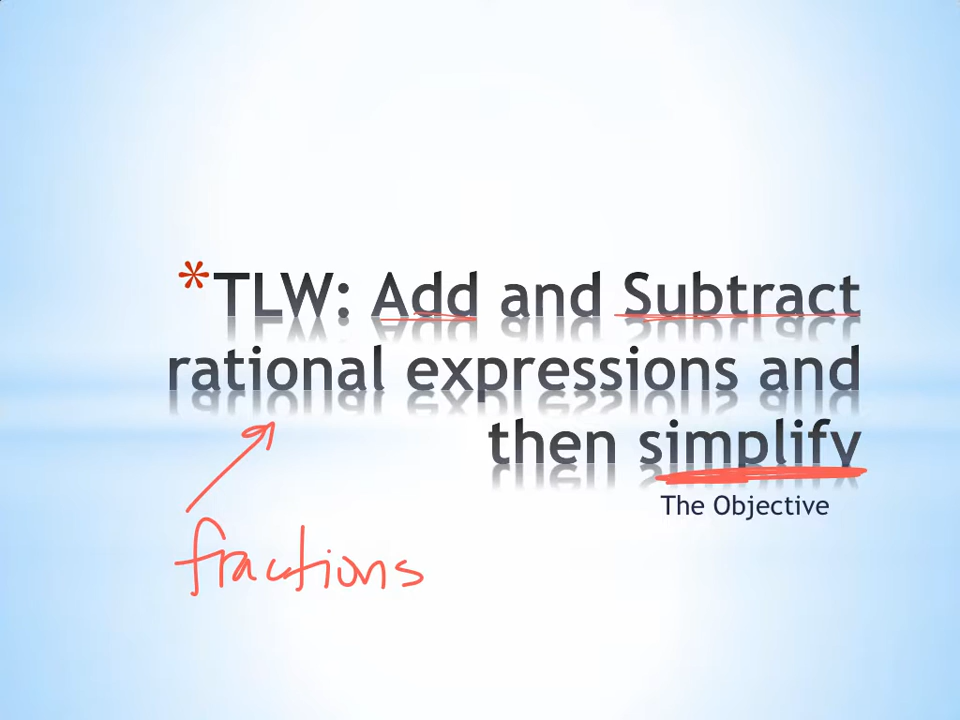 *TLW: Add and Subtract
rational expressions and
then simplify
The Objective
fractions